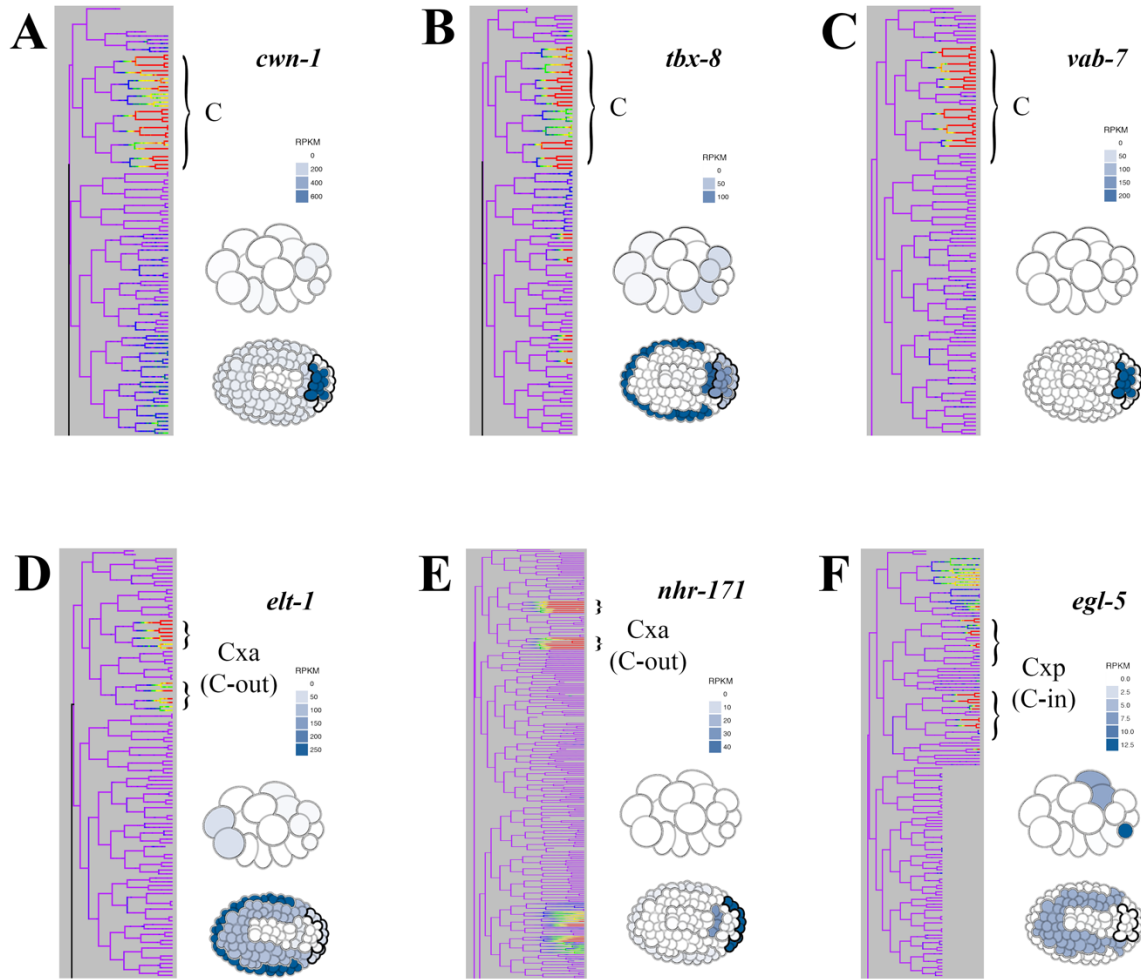 A
cwn-1
C
RPKM
0
200
400
600
B
tbx-8
C
RPKM
0
50
100
C
vab-7
C
RPKM
0
50
100
150
200
D
elt-1
Cxa
(C-out)
RPKM
0
50
100
150
200
250
E
nhr-171
Cxa
(C-out)
RPKM
0
10
20
30
40
F
egl-5
Cxp
(C-in)
RPKM
0.0
2.5
5.0
7.5
10.0
12.5